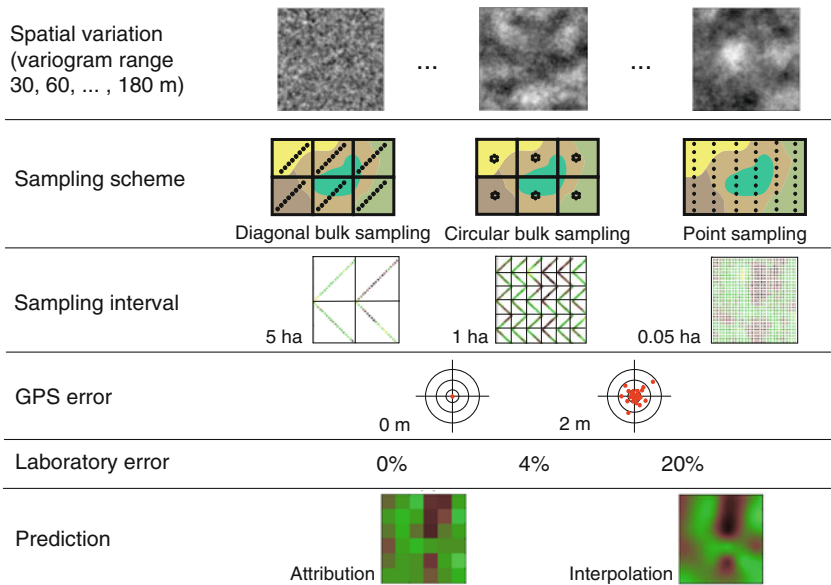 Spatial variation
(variogram range
30, 60, ... , 180 m)
... ...
Sampling scheme
Diagonal bulk sampling Circular bulk sampling Point sampling
Sampling interval
5 ha 1 ha 0.05 ha
GPS error
0 m 2 m
Laboratory error 0% 4% 20%
Prediction
Attribution Interpolation